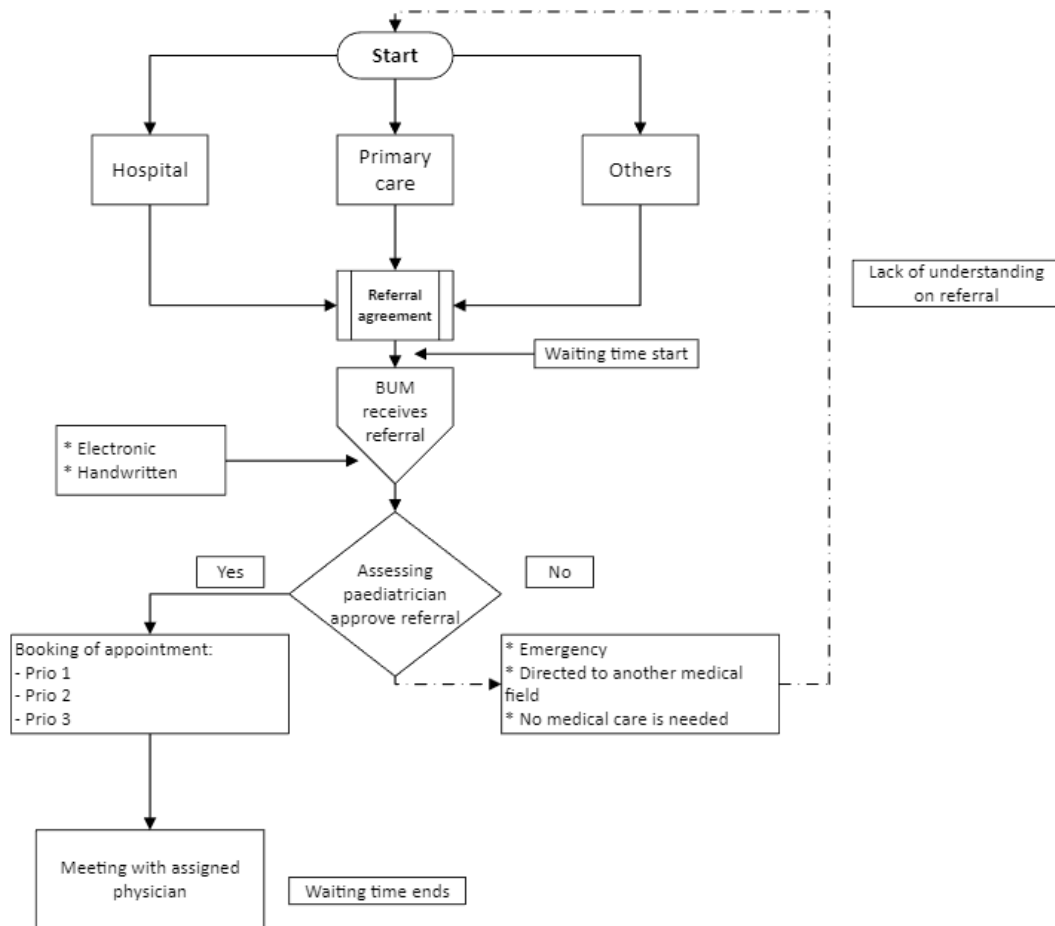 Start
Hospital
Primary
care
Others
Lack of understanding
on referral
Referral
agreement
Waiting time start
BUM
receives
referral
* Electronic
* Handwritten
Yes
Assessing
paediatrician
approve referral
No
Booking of appointment:
- Prio 1
- Prio 2
- Prio 3
* Emergency
* Directed to another medical
field
* No medical care is needed
Meeting with assigned
physician
Waiting time ends